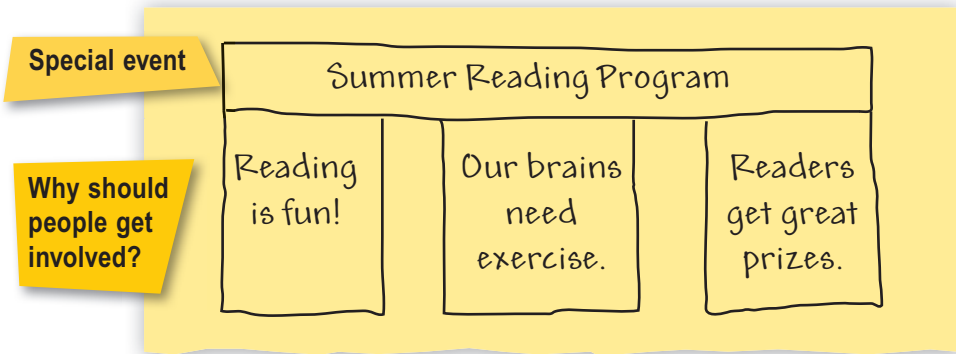 Special event
Summer Reading Program
Why should
people get
involved?
Reading
is fun!
Our brains
need
exercise.
Readers
get great
prizes.